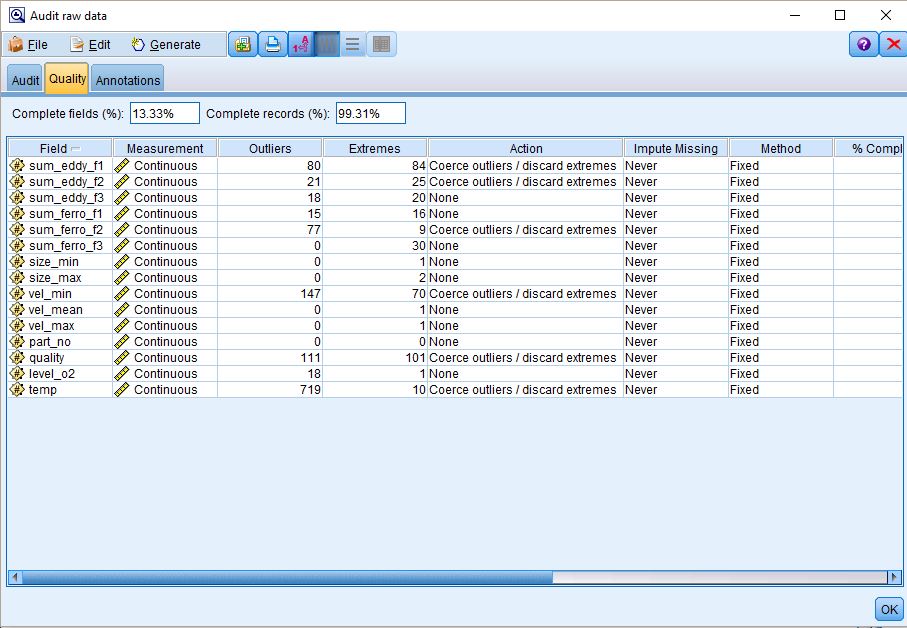 Audit raw data
File Edit Generate
Audit Quality Annotations
Complete fields (%): 13.33% Complete records (%): 99.31%
Field Measurement Outliers Extremes Action Impute Missing Method % Compl
sum_eddy_f1 Continuous 80 84 Coerce outliers / discard extremes Never Fixed
sum_eddy_f2 Continuous 21 25 Coerce outliers / discard extremes Never Fixed
sum_eddy_f3 Continuous 18 20 None Never Fixed
sum_ferro_f1 Continuous 15 16 None Never Fixed
sum_ferro_f2 Continuous 77 9 Coerce outliers / discard extremes Never Fixed
sum_ferro_f3 Continuous 0 30 None Never Fixed
size_min Continuous 0 1 None Never Fixed
size_max Continuous 0 2 None Never Fixed
vel_min Continuous 147 70 Coerce outliers / discard extremes Never Fixed
vel_mean Continuous 0 1 None Never Fixed
vel_max Continuous 0 1 None Never Fixed
part_no Continuous 0 0 None Never Fixed
quality Continuous 111 101 Coerce outliers / discard extremes Never Fixed
level_o2 Continuous 18 1 None Never Fixed
temp Continuous 719 10 Coerce outliers / discard extremes Never Fixed
OK